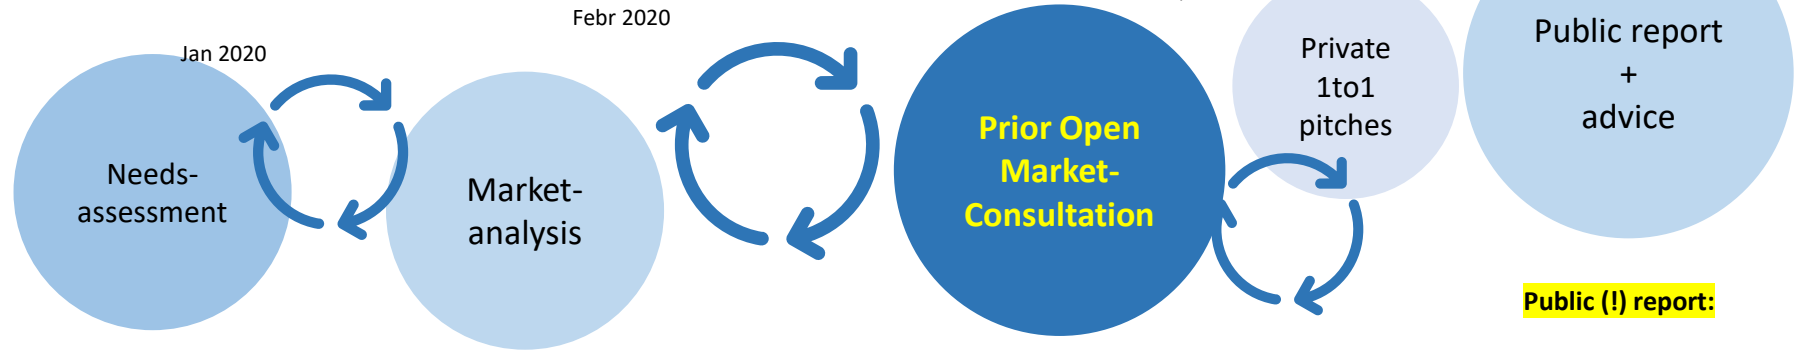 Jan 2020
Febr 2020
Needs-
assessment
Market-
analysis
Prior Open
Market-
Consultation
Private
1to1
pitches
Public report
+
advice
Public (!) report: